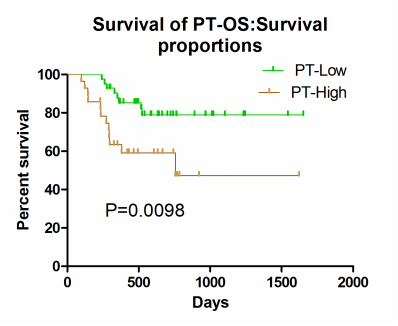 Survival of PT-OS:Survival
proportions
PT-Low
PT-High
100
80
60
40
20
0
Percent survival
P=0.0098
0 500 1000 1500 2000
Days